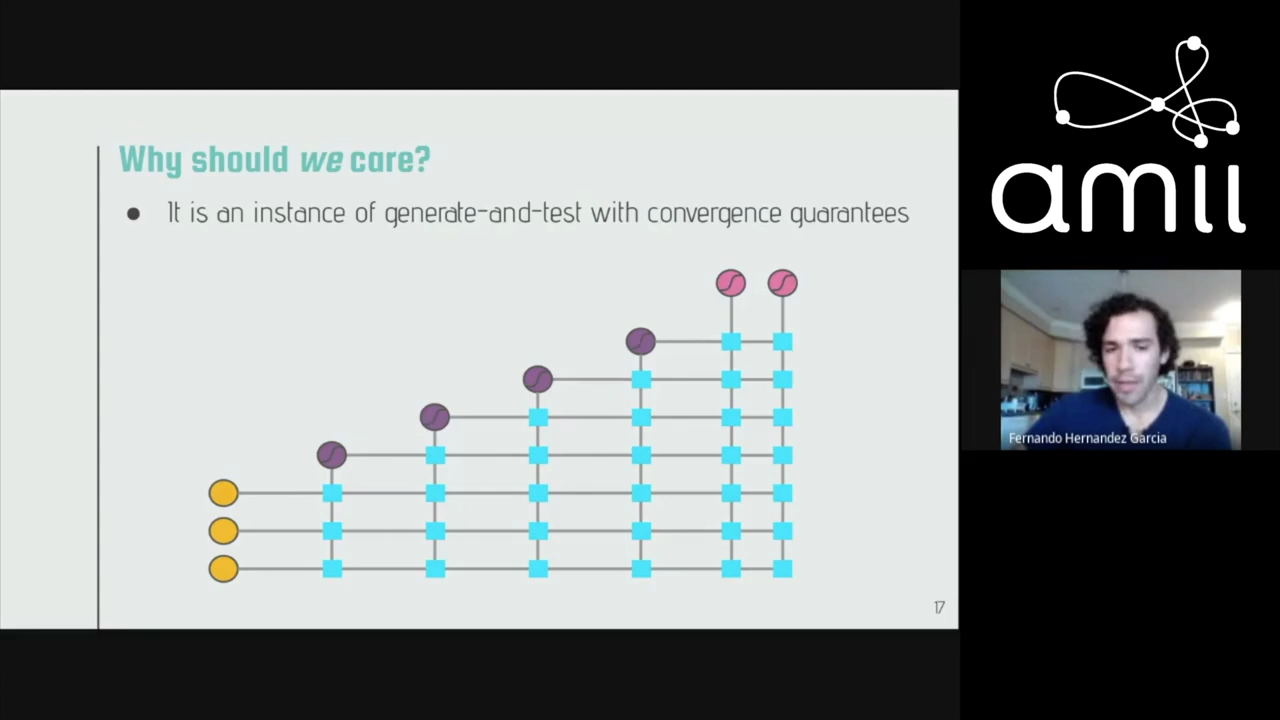 Why should we care?
● It is an instance of generate-and-test with convergence guarantees
17
amii
Fernando Hernandez Garcia